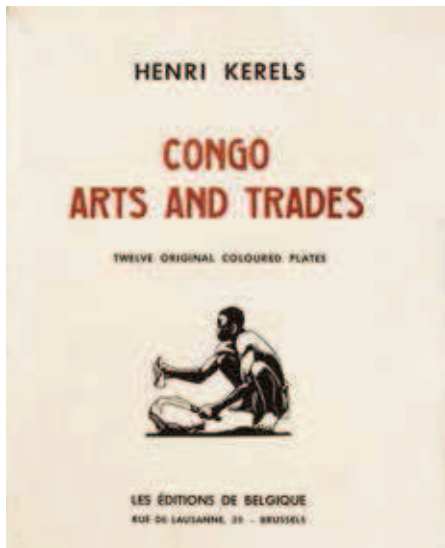 HENRI KERELS
CONGO
ARTS AND TRADES
TWELVE ORIGINAL COLOURED PLATES
LES ÉDITIONS DE BELGIQUE
RUE DE LAUSANNE, 35 - BRUSSELS